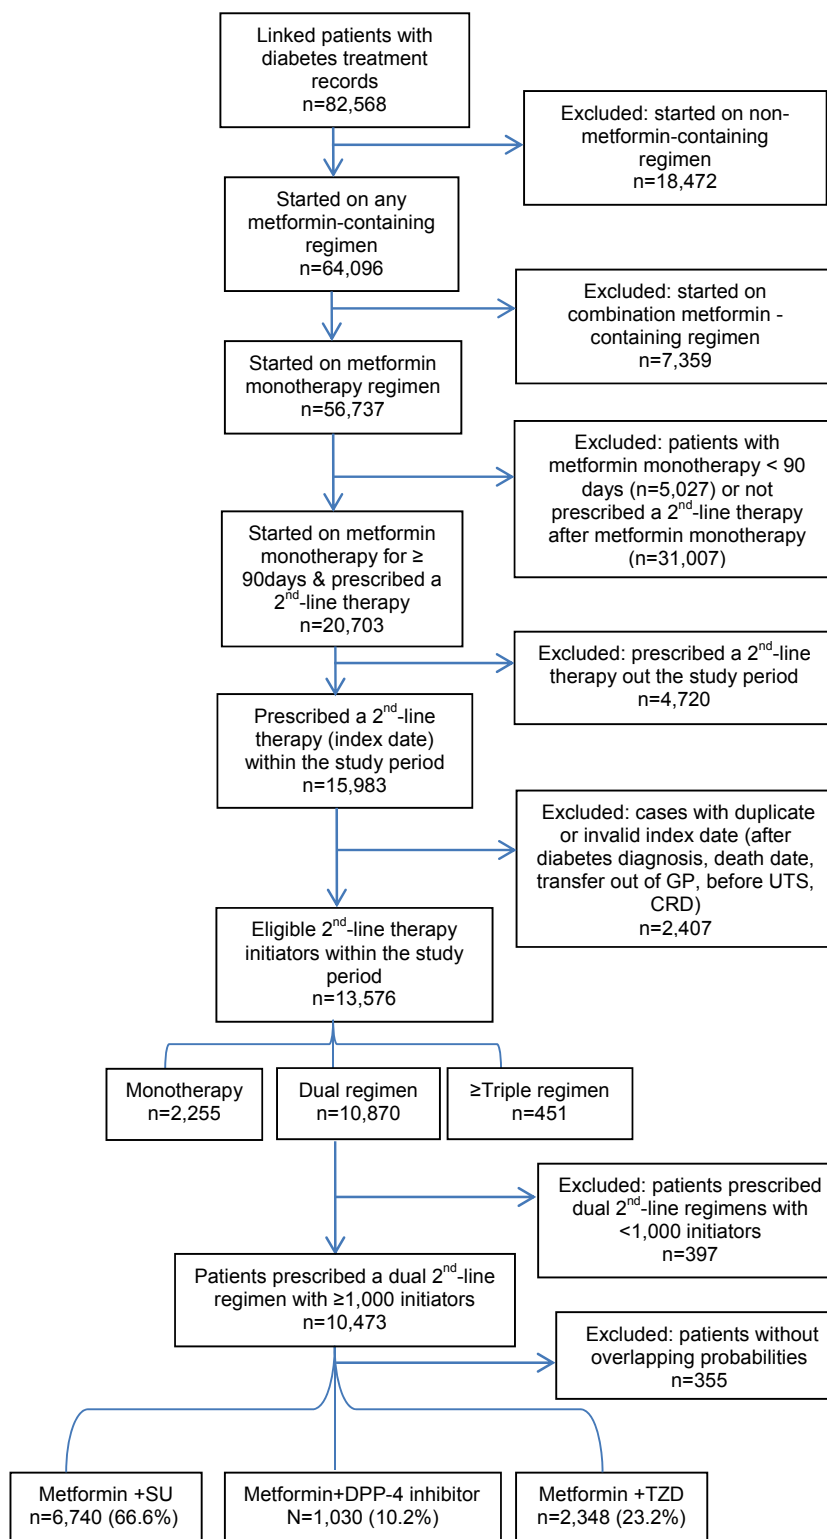 Linked patients with
diabetes treatment
records
n=82,568
Excluded: started on non-
metformin-containing
regimen
n=18,472
Started on any
metformin-containing
regimen
n=64,096
Excluded: started on
combination metformin -
containing regimen
n=7,359
Started on metformin
monotherapy regimen
n=56,737
Excluded: patients with
metformin monotherapy < 90
days (n=5,027) or not
prescribed a 2nd-line therapy
after metformin monotherapy
(n=31,007)
Started on metformin
monotherapy for ≥
90days & prescribed a
2nd-line therapy
n=20,703
Excluded: prescribed a 2nd-line
therapy out the study period
n=4,720
Prescribed a 2nd-line
therapy (index date)
within the study period
n=15,983
Excluded: cases with duplicate
or invalid index date (after
diabetes diagnosis, death date,
transfer out of GP, before UTS,
CRD)
n=2,407
Eligible 2nd-line therapy
initiators within the study
period
n=13,576
Monotherapy
n=2,255
Dual regimen
n=10,870
≥Triple regimen
n=451
Excluded: patients prescribed
dual 2nd-line regimens with
<1,000 initiators
n=397
Patients prescribed a dual 2nd-line
regimen with ≥1,000 initiators
n=10,473
Excluded: patients without
overlapping probabilities
n=355
Metformin +SU
n=6,740 (66.6%)
Metformin+DPP-4 inhibitor
N=1,030 (10.2%)
Metformin +TZD
n=2,348 (23.2%)